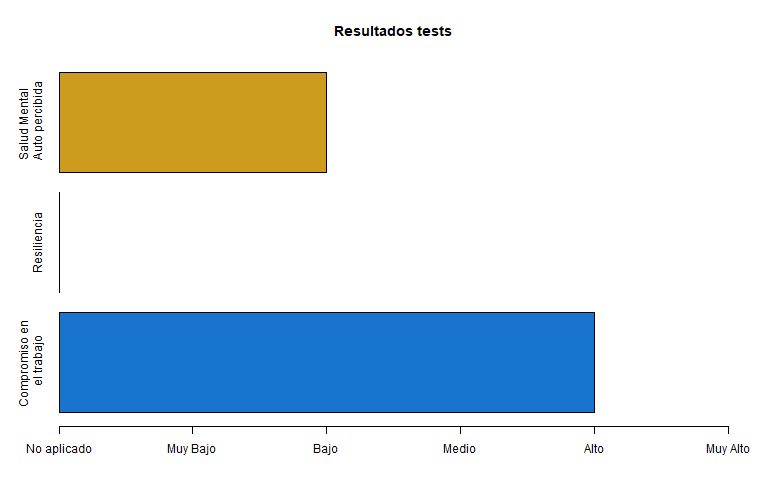 Resultados tests
Salud Mental
Auto percibida
Resiliencia
Compromiso en
el trabajo
No aplicado
Muy Bajo
Bajo
Medio
Alto
Muy Alto